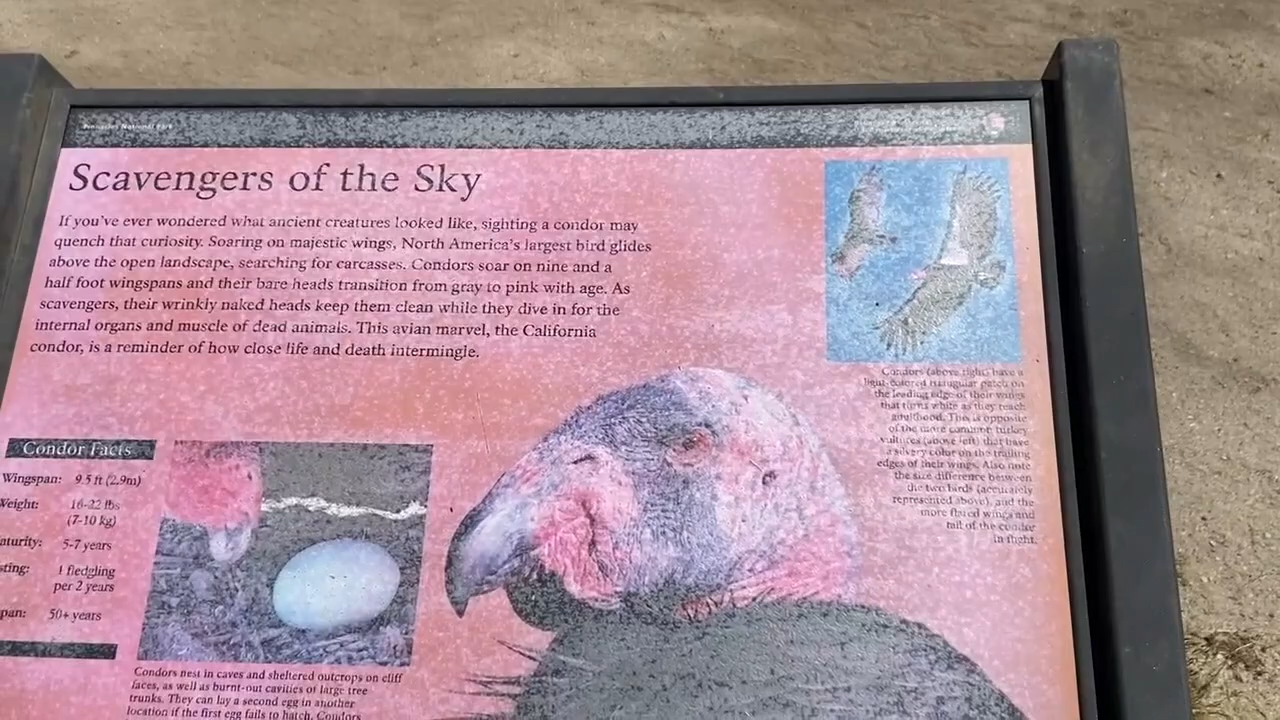 Pinnacles National Park
Scavengers of the Sky
If you've ever wondered what ancient creatures looked like, sighting a condor may
quench that curiosity. Soaring on majestic wings, North America's largest bird glides
above the open landscape, searching for carcasses. Condors soar on nine and a
half foot wingspans and their bare heads transition from gray to pink with age. As
scavengers, their wrinkly naked heads keep them clean while they dive in for the
internal organs and muscle of dead animals. This avian marvel, the California
condor, is a reminder of how close life and death intermingle.
Condors (above right) have a
light-colored triangular patch on
the leading edge of their wings
that turns white as they reach
adulthood. This is opposite
of the more common turkey
vultures (above left) that have
a silvery color on the trailing
edges of their wings. Also note
the size difference between
the two birds (accurately
represented above), and the
more flared wings and
tail of the condor
in flight.
Condor Facts
Wingspan: 9.5 ft (2.9m)
Weight: 16-22 lbs
(7-10 kg)
aturity: 5-7 years
sting: 1 fledgling
per 2 years
pan: 50+ years
Condors nest in caves and sheltered outcrops on cliff
faces, as well as burnt-out cavities of large tree
trunks. They can lay a second egg in another
location if the first egg fails to hatch. Condors